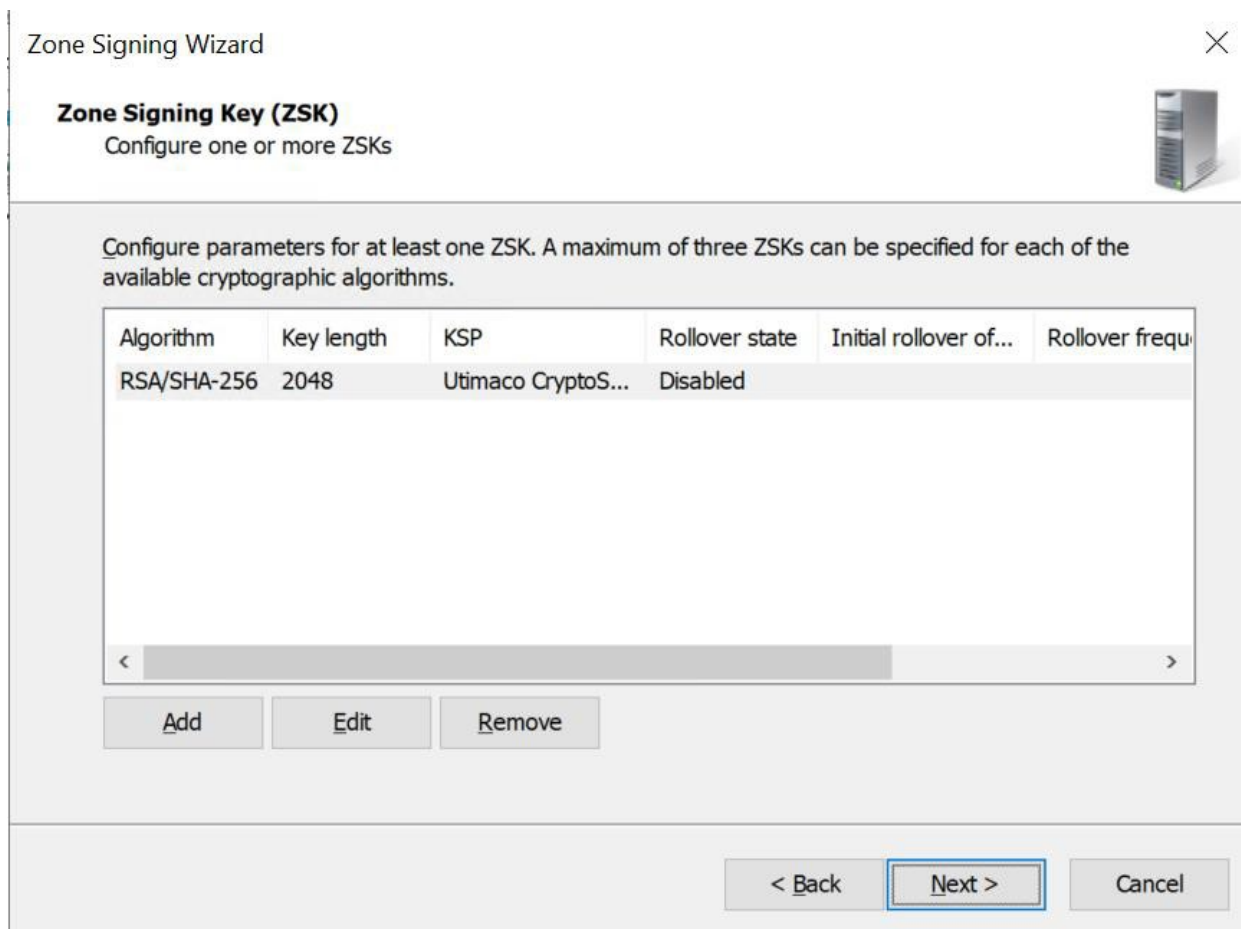 Zone Signing Wizard
Zone Signing Key (ZSK)
Configure one or more ZSKs
Configure parameters for at least one ZSK. A maximum of three ZSKs can be specified for each of the
available cryptographic algorithms.
Algorithm Key length KSP Rollover state Initial rollover of... Rollover frequ
RSA/SHA-256 2048 Utimaco CryptoS... Disabled
Add Edit Remove
< Back Next > Cancel